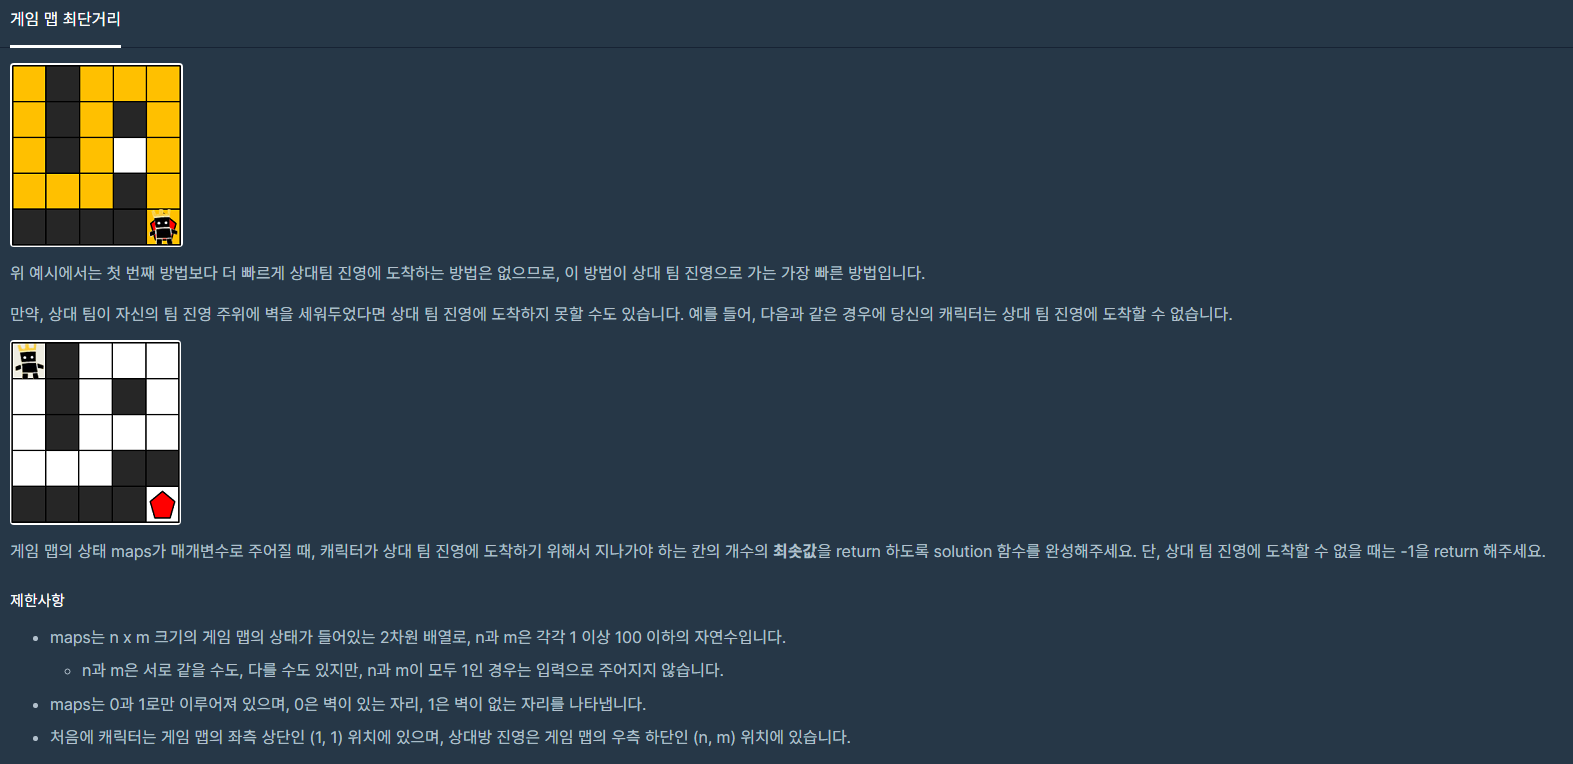 게임 맵 최단거리
위 예시에서는 첫 번째 방법보다 더 빠르게 상대팀 진영에 도착하는 방법은 없으므로, 이 방법이 상대 팀 진영으로 가는 가장 빠른 방법입니다.
만약, 상대 팀이 자신의 팀 진영 주위에 벽을 세워두었다면 상대 팀 진영에 도착하지 못할 수도 있습니다. 예를 들어, 다음과 같은 경우에 당신의 캐릭터는 상대 팀 진영에 도착할 수 없습니다.
게임 맵의 상태 maps가 매개변수로 주어질 때, 캐릭터가 상대 팀 진영에 도착하기 위해서 지나가야 하는 칸의 개수의 최솟값을 return 하도록 solution 함수를 완성해주세요. 단, 상대 팀 진영에 도착할 수 없을 때는 -1을 return 해주세요.
제한사항
• maps는 n x m 크기의 게임 맵의 상태가 들어있는 2차원 배열로, n과 m은 각각 1 이상 100 이하의 자연수입니다.
◦ n과 m은 서로 같을 수도, 다를 수도 있지만, n과 m이 모두 1인 경우는 입력으로 주어지지 않습니다.
• maps는 0과 1로만 이루어져 있으며, 0은 벽이 있는 자리, 1은 벽이 없는 자리를 나타냅니다.
• 처음에 캐릭터는 게임 맵의 좌측 상단인 (1, 1) 위치에 있으며, 상대방 진영은 게임 맵의 우측 하단인 (n, m) 위치에 있습니다.